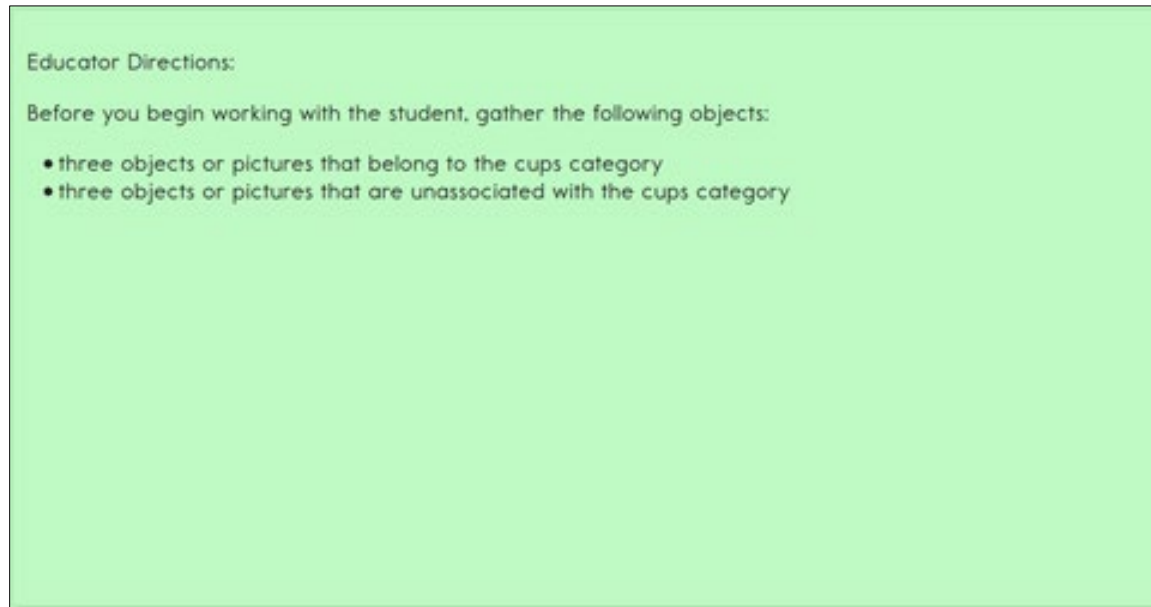 Educator Directions:
Before you begin working with the student, gather the following objects:
• three objects or pictures that belong to the cups category
• three objects or pictures that are unassociated with the cups category